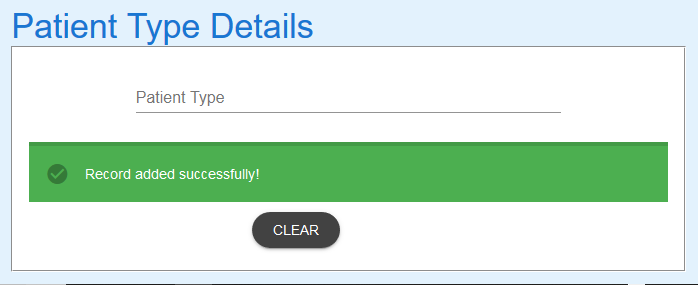 Patient Type Details
Patient Type
Record added successfully!
CLEAR